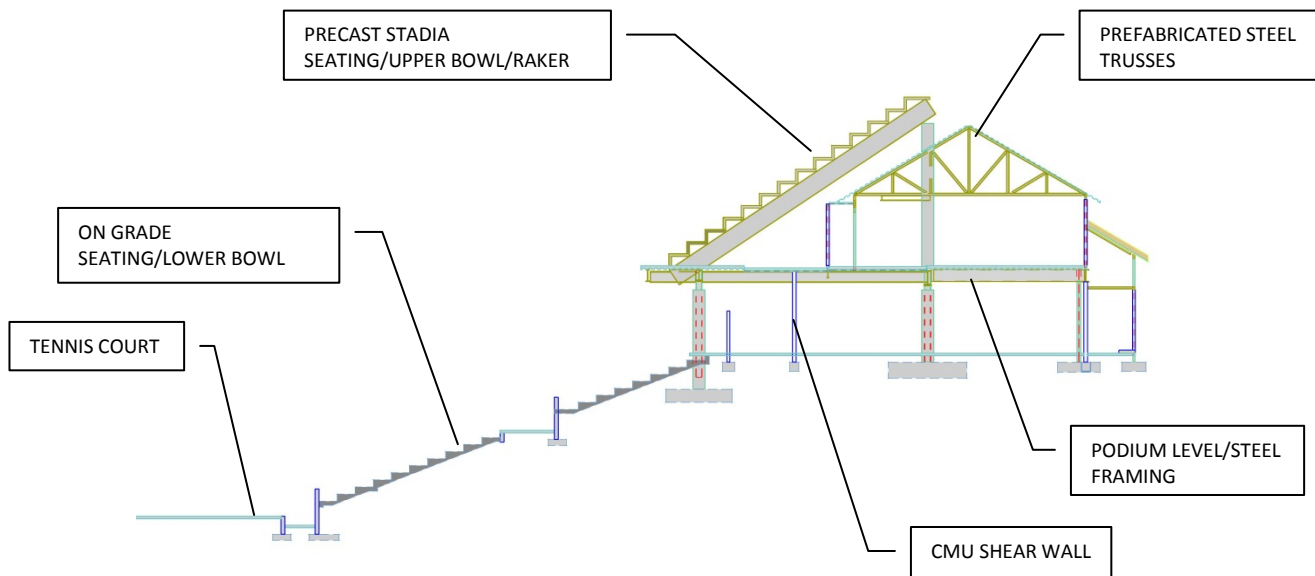 PRECAST STADIA
SEATING/UPPER BOWL/RAKER
PREFABRICATED STEEL
TRUSSES
ON GRADE
SEATING/LOWER BOWL
TENNIS COURT
PODIUM LEVEL/STEEL
FRAMING
CMU SHEAR WALL